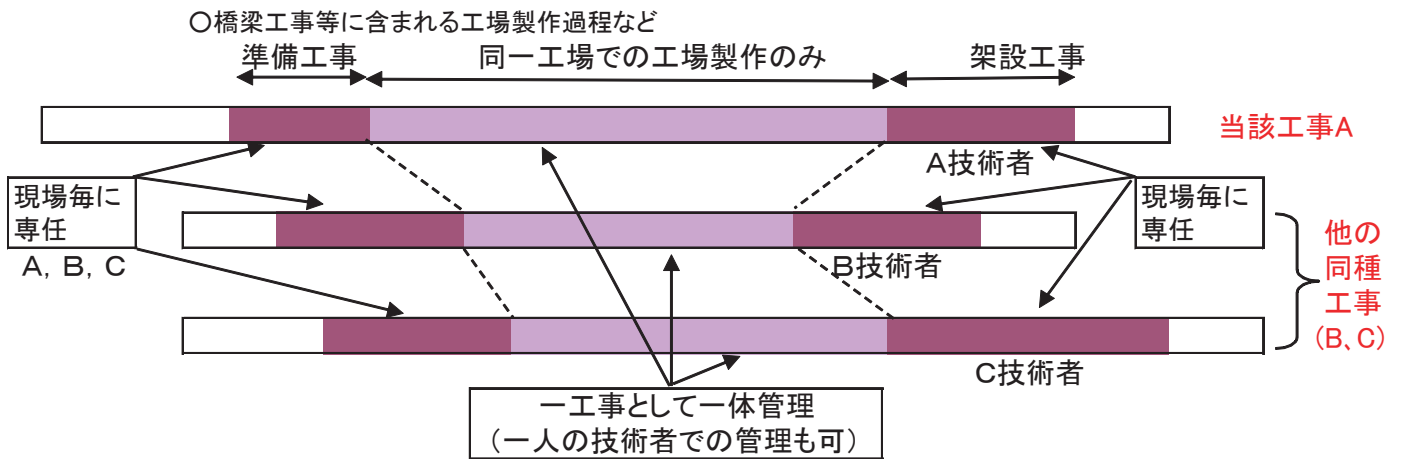 ○橋梁工事等に含まれる工場製作過程など
準備工事
同一工場での工場製作のみ
架設工事
当該工事A
A技術者
現場毎に
専任
A, B, C
現場毎に
専任
B技術者
他の
同種
工事
(B、C)
C技術者
一工事として一体管理
（一人の技術者での管理も可）